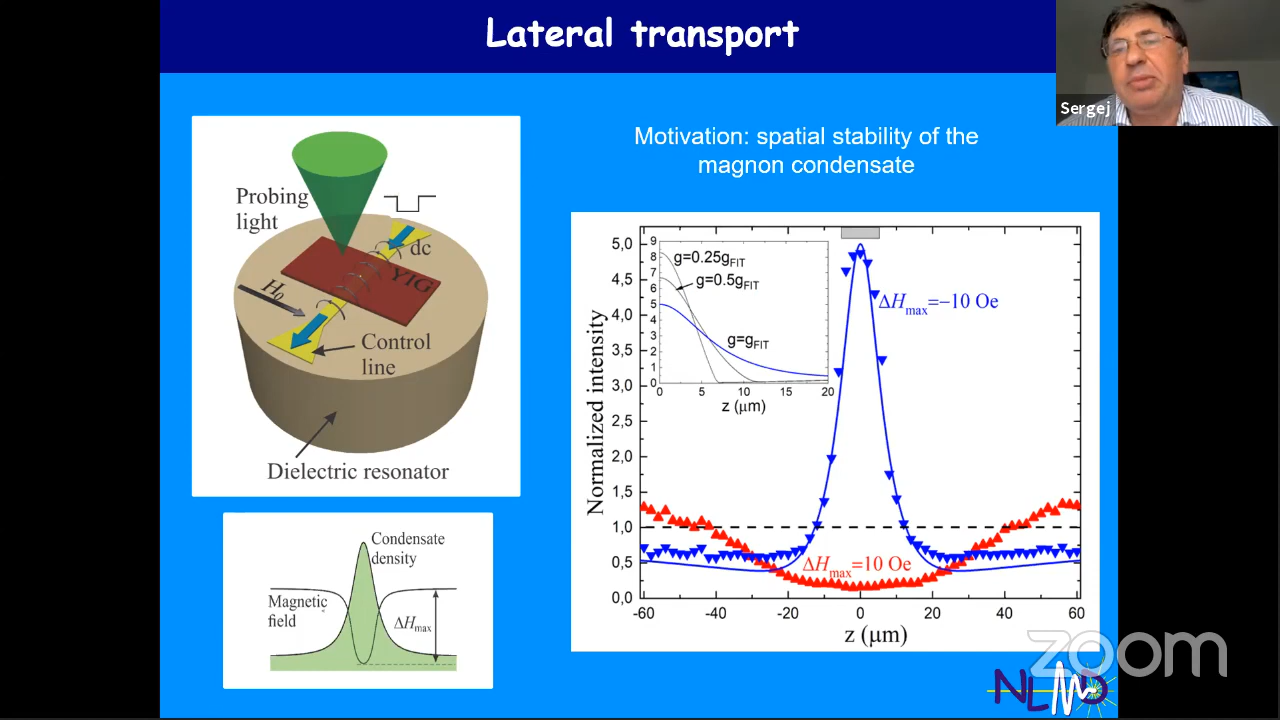 Lateral transport
Sergej
Motivation: spatial stability of the
magnon condensate
Probing
light
dc
YIG
H0
Control
line
Dielectric resonator
Condensate
density
Magnetic
field
ΔHmax
Normalized intensity
5,0
4,5
4,0
3,5
3,0
2,5
2,0
1,5
1,0
0,5
0,0
-60 -40 -20 0 20 40 60
z (μm)
ΔHmax=−10 Oe
ΔHmax=10 Oe
9
8
7
6
5
4
3
2
1
0
g=0.25gFIT
g=0.5gFIT
g=gFIT
0 5 10 15 20
z (μm)
zoom
NLMD